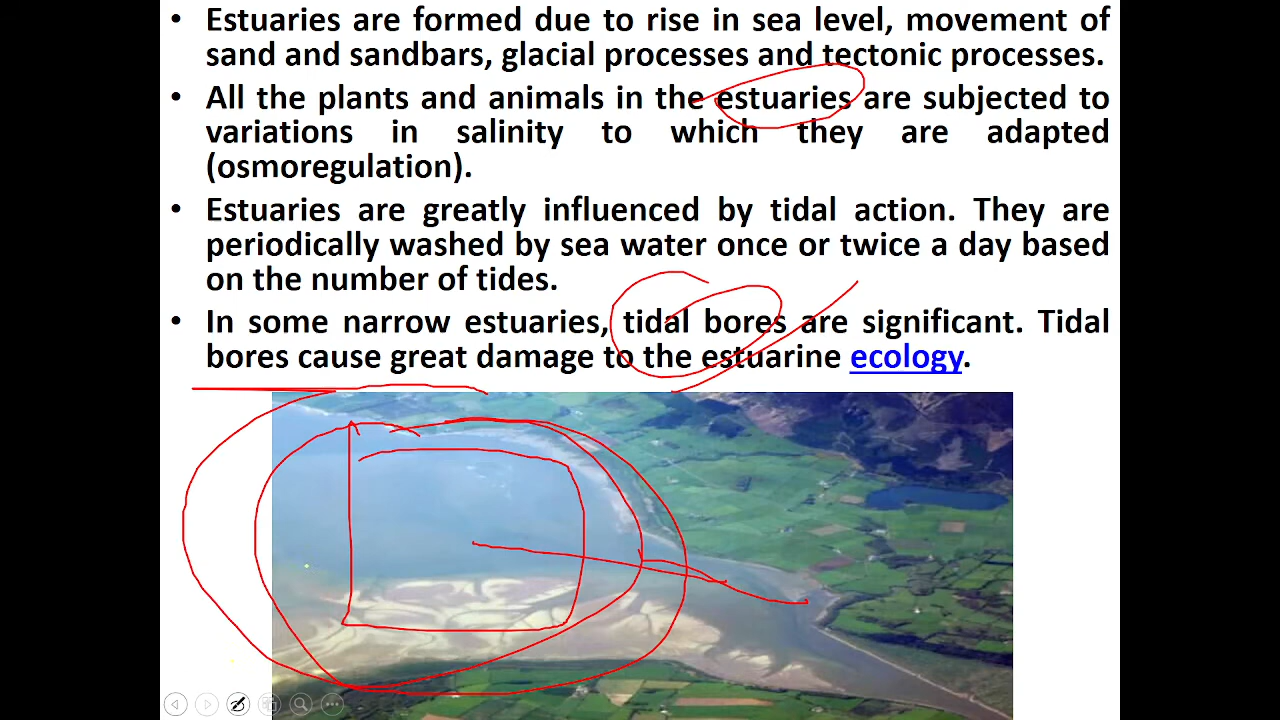 • Estuaries are formed due to rise in sea level, movement of
sand and sandbars, glacial processes and tectonic processes.
• All the plants and animals in the estuaries are subjected to
variations in salinity to which they are adapted
(osmoregulation).
• Estuaries are greatly influenced by tidal action. They are
periodically washed by sea water once or twice a day based
on the number of tides.
• In some narrow estuaries, tidal bores are significant. Tidal
bores cause great damage to the estuarine ecology.